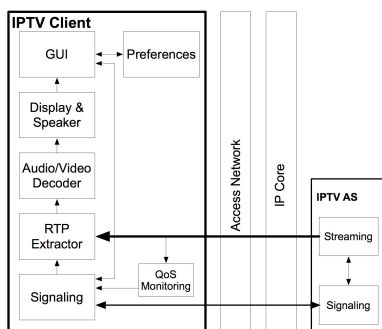 IPTV Client
GUI
Preferences
Display &
Speaker
Audio/Video
Decoder
RTP
Extractor
Signaling
QoS
Monitoring
Access Network
IP Core
IPTV AS
Streaming
Signaling